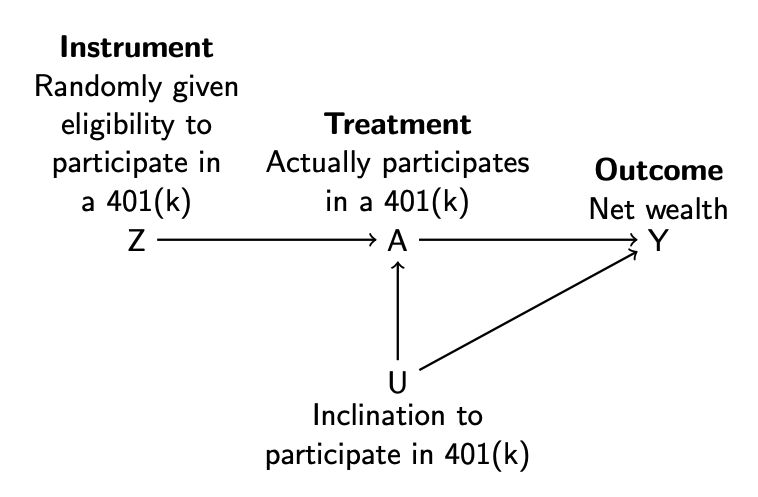 Instrument
Randomly given
eligibility to
participate in
a 401(k)
Z
Treatment
Actually participates
in a 401(k)
A
Outcome
Net wealth
Y
U
Inclination to
participate in 401(k)